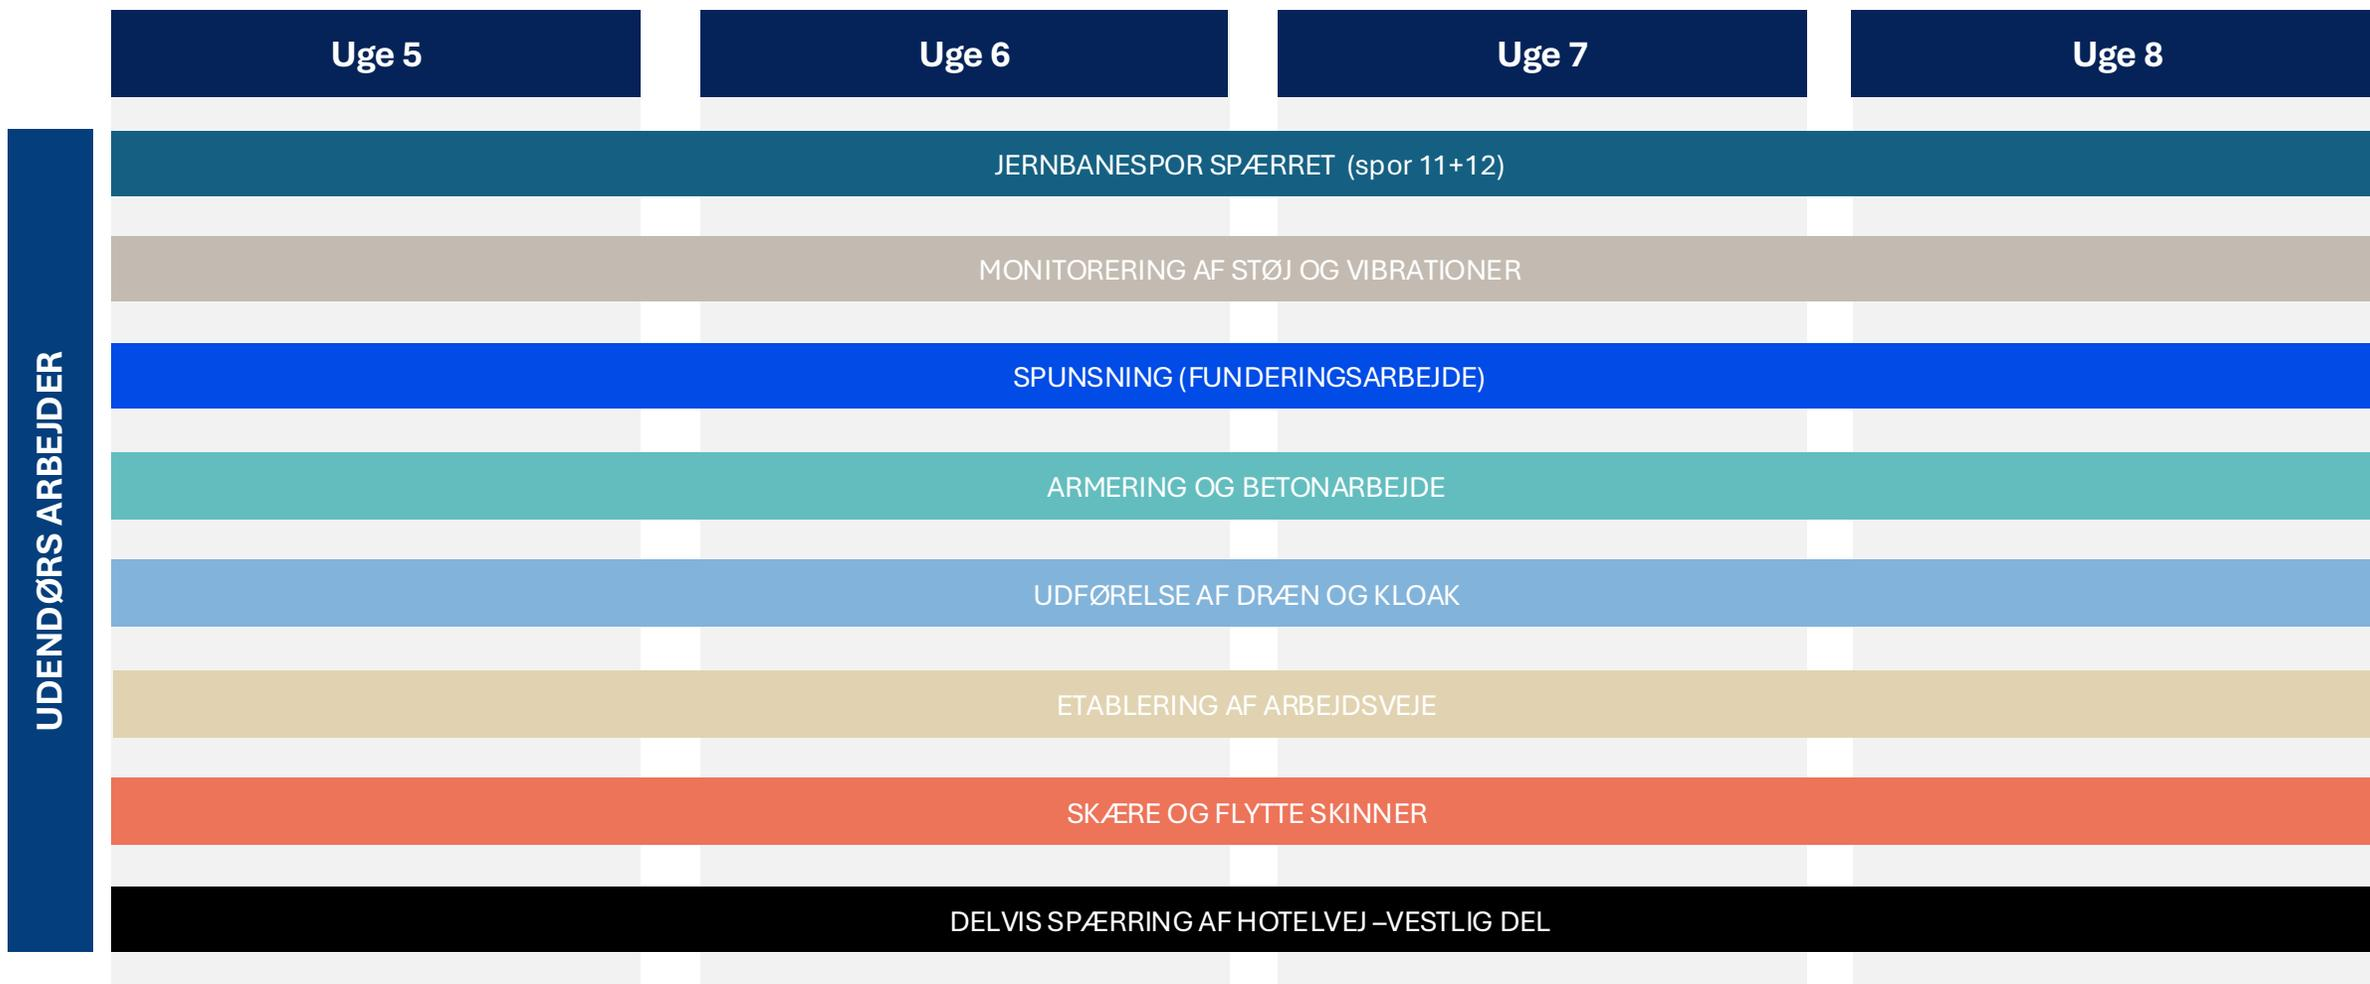 Uge 5
Uge 6
Uge 7
Uge 8
UDENDØRS ARBEJDER
JERNBANESPOR SPÆRRET (spor 11+12)
MONITORERING AF STØJ OG VIBRATIONER
SPUNSNING (FUNDERINGSARBEJDE)
ARMERING OG BETONARBEJDE
UDFØRELSE AF DRÆN OG KLOAK
ETABLERING AF ARBEJDSVEJE
SKÆRE OG FLYTTE SKINNER
DELVIS SPÆRRING AF HOTELVEJ –VESTLIG DEL